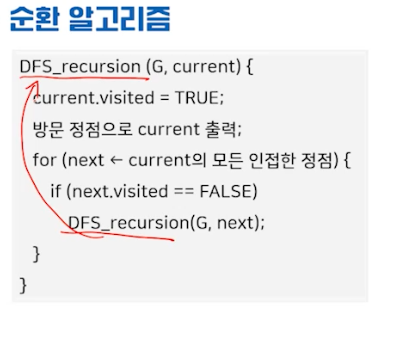 순환 알고리즘
DFS_recursion (G, current) {
current.visited = TRUE;
방문 정점으로 current 출력;
for (next ← current의 모든 인접한 정점) {
if (next.visited == FALSE)
DFS_recursion(G, next);
}
}